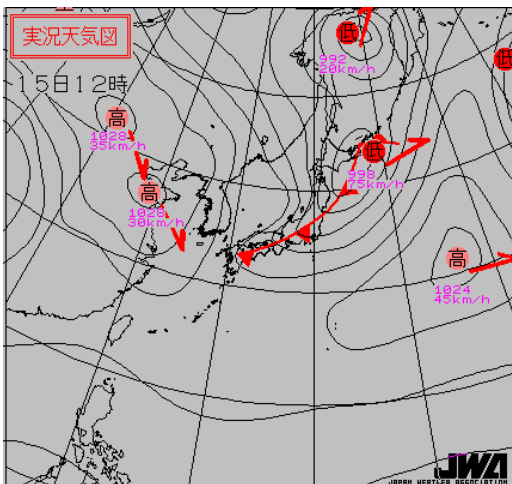 実況天気図
15日12時
低
992
20km/h
低
高
1028
35km/h
低
998
75km/h
高
1028
30km/h
高
1024
45km/h
JWA
JAPAN WEATHER ASSOCIATION